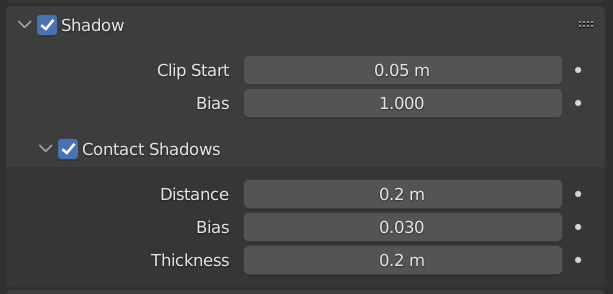 Shadow
Clip Start 0.05 m
Bias 1.000
Contact Shadows
Distance 0.2 m
Bias 0.030
Thickness 0.2 m